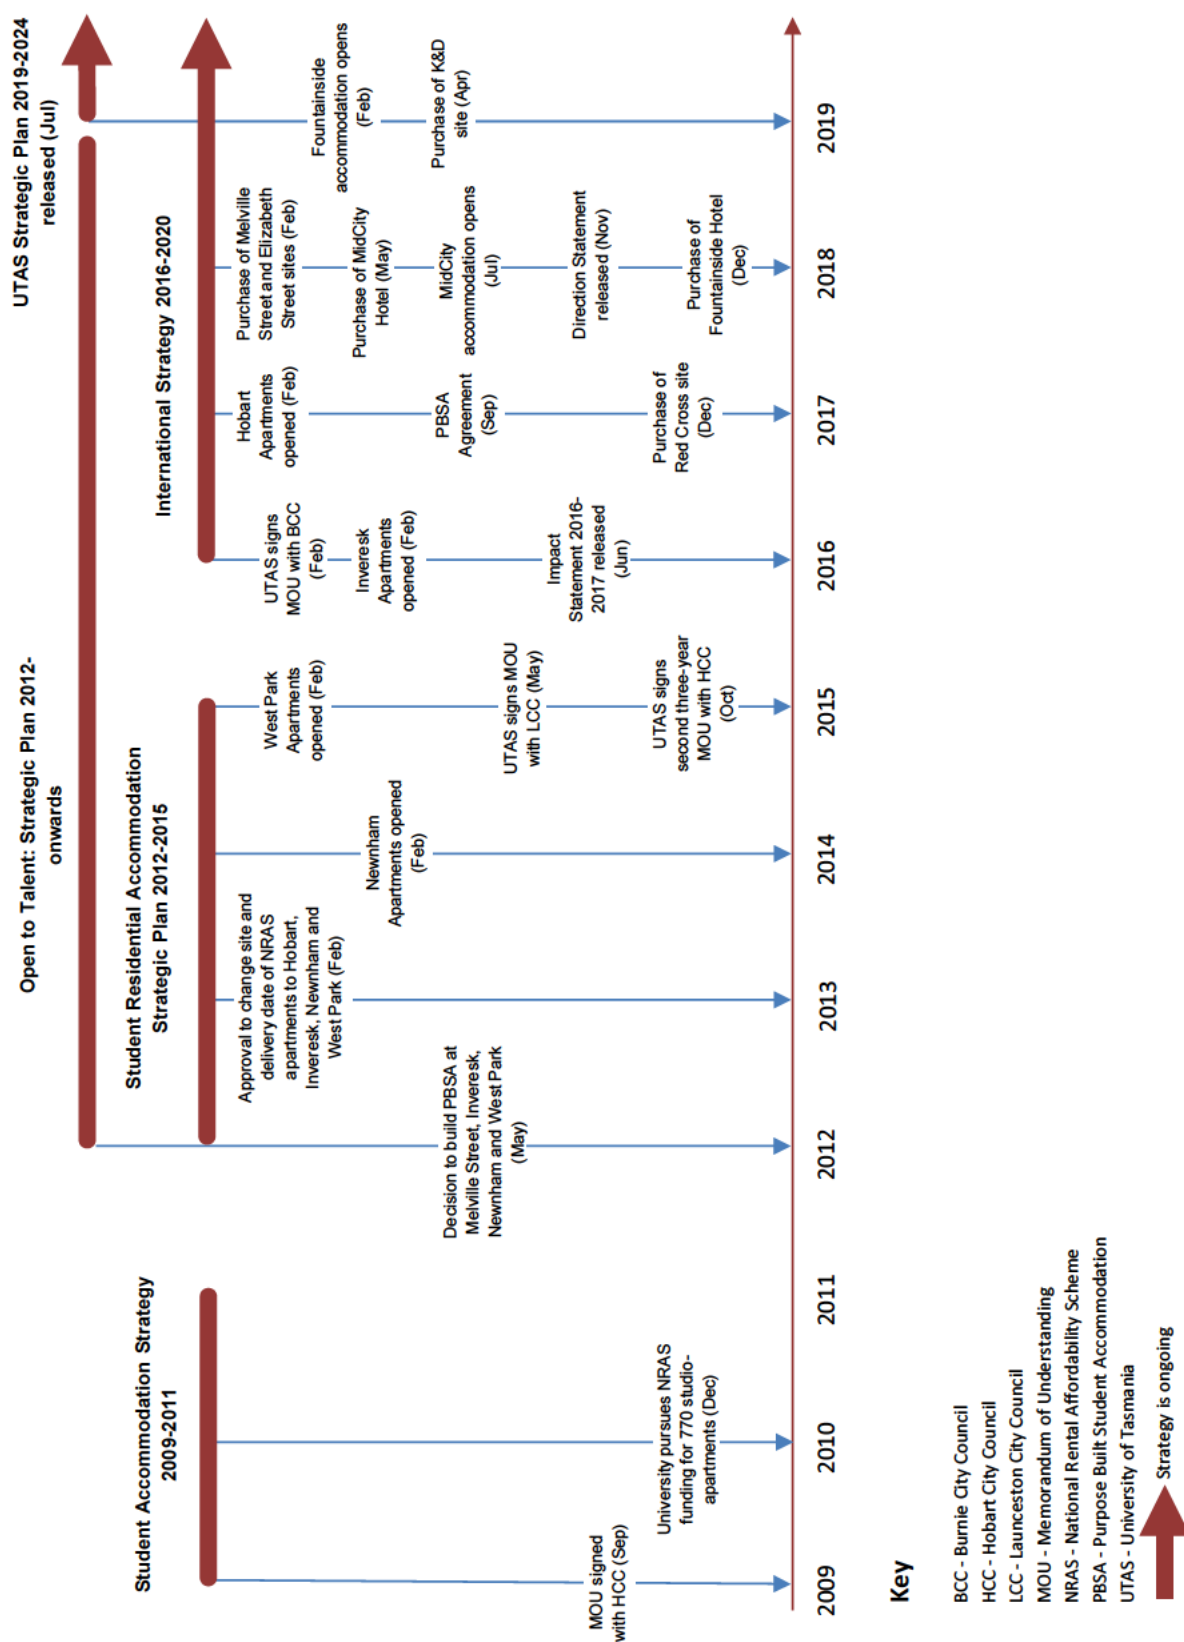 Student Accommodation Strategy
2009-2011
Open to Talent: Strategic Plan 2012-
onwards
Student Residential Accommodation
Strategic Plan 2012-2015
UTAS Strategic Plan 2019-2024
released (Jul)
International Strategy 2016-2020
MOU signed
with HCC (Sep)
University pursues NRAS
funding for 770 studio-
apartments (Dec)
Decision to build PBSA at
Melville Street, Inveresk,
Newnham and West Park
(May)
Approval to change site and
delivery date of NRAS
apartments to Hobart,
Inveresk, Newnham and
West Park (Feb)
Newnham
Apartments opened
(Feb)
West Park
Apartments
opened (Feb)
UTAS signs MOU
with LCC (May)
UTAS signs
second three-year
MOU with HCC
(Oct)
UTAS signs
MOU with BCC
(Feb)
Inveresk
Apartments
opened (Feb)
Impact
Statement 2016-
2017 released
(Jun)
Hobart
Apartments
opened (Feb)
PBSA
Agreement
(Sep)
Purchase of
Red Cross site
(Dec)
Purchase of Melville
Street and Elizabeth
Street sites (Feb)
Purchase of MidCity
Hotel (May)
MidCity
accommodation opens
(Jul)
Direction Statement
released (Nov)
Purchase of
Fountainside Hotel
(Dec)
Fountainside
accommodation opens
(Feb)
Purchase of K&D
site (Apr)
2009
2010
2011
2012
2013
2014
2015
2016
2017
2018
2019
Key
BCC - Burnie City Council
HCC - Hobart City Council
LCC - Launceston City Council
MOU - Memorandum of Understanding
NRAS - National Rental Affordability Scheme
PBSA - Purpose Built Student Accommodation
UTAS - University of Tasmania
Strategy is ongoing